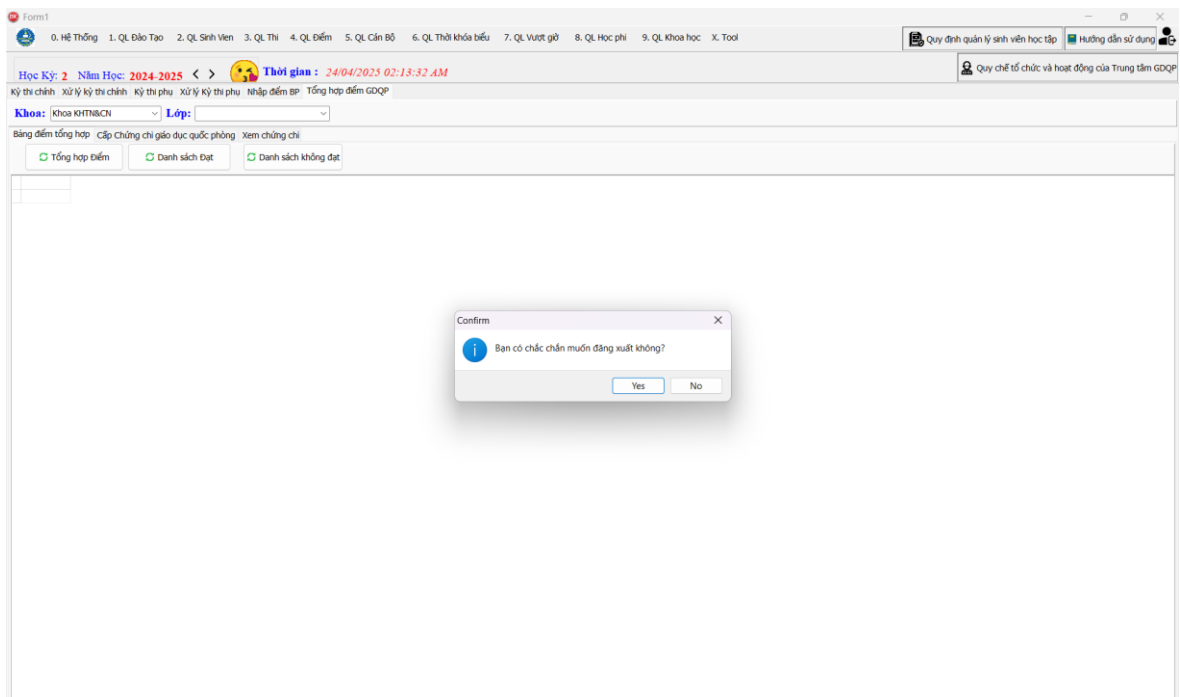 Form1
0. Hệ Thống 1. QL Đảo Tạo 2. QL Sinh Vien 3. QL Thi 4. QL Điểm 5. QL Cán Bộ 6. QL Thời khóa biểu 7. QL Vượt giờ 8. QL Học phi 9. QL Khoa học X. Tool Quy định quản lý sinh viên học tập Hướng dẫn sử dụng
Học Kỳ: 2 Năm Học: 2024-2025 < > Thời gian : 24/04/2025 02:13:32 AM Quy chế tổ chức và hoạt động của Trung tâm GDQP
Kỳ thi chính Xử lý kỳ thi chính Kỳ thi phụ Xử lý Kỳ thi phụ Nhập điểm BP Tổng hợp điểm GDQP
Khoa: Khoa KHTN&CN Lớp:
Bảng điểm tổng hợp Cấp Chứng chỉ giáo dục quốc phòng Xem chứng chỉ
Tổng hợp Điểm Danh sách Đạt Danh sách không đạt
Confirm
Bạn có chắc chắn muốn đăng xuất không?
Yes No